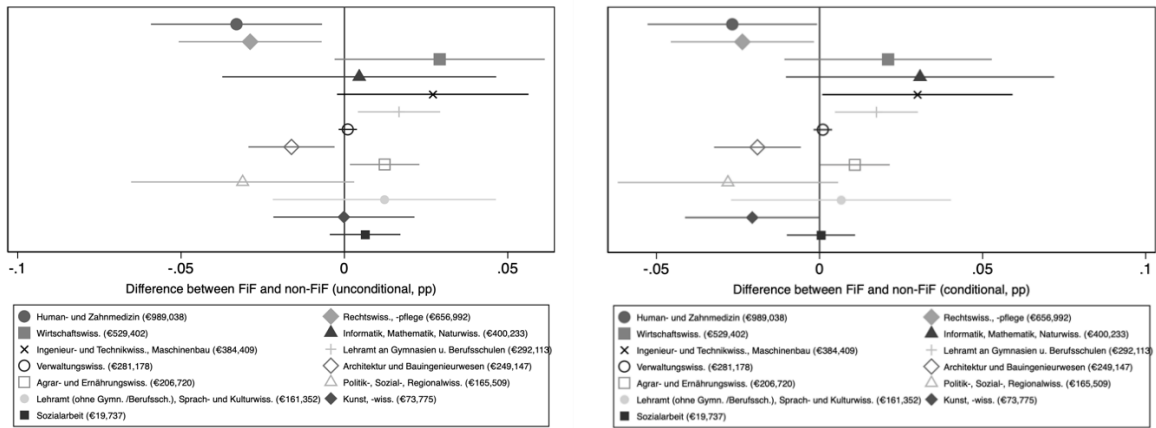 -.1 -.05 0 .05
Difference between FiF and non-FiF (unconditional, pp)
Human- und Zahnmedizin (€989,038) Rechtswiss., -pflege (€656,992)
Wirtschaftswiss. (€529,402) Informatik, Mathematik, Naturwiss. (€400,233)
Ingenieur- und Technikwiss., Maschinenbau (€384,409) Lehramt an Gymnasien u. Berufsschulen (€292,113)
Verwaltungswiss. (€281,178) Architektur und Bauingenieurwesen (€249,147)
Agrar- und Ernährungswiss. (€206,720) Politik-, Sozial-, Regionalwiss. (€165,509)
Lehramt (ohne Gymn. /Berufssch.), Sprach- und Kulturwiss. (€161,352) Kunst, -wiss. (€73,775)
Sozialarbeit (€19,737)
-.05 0 .05 .1
Difference between FiF and non-FiF (conditional, pp)
Human- und Zahnmedizin (€989,038) Rechtswiss., -pflege (€656,992)
Wirtschaftswiss. (€529,402) Informatik, Mathematik, Naturwiss. (€400,233)
Ingenieur- und Technikwiss., Maschinenbau (€384,409) Lehramt an Gymnasien u. Berufsschulen (€292,113)
Verwaltungswiss. (€281,178) Architektur und Bauingenieurwesen (€249,147)
Agrar- und Ernährungswiss. (€206,720) Politik-, Sozial-, Regionalwiss. (€165,509)
Lehramt (ohne Gymn. /Berufssch.), Sprach- und Kulturwiss. (€161,352) Kunst, -wiss. (€73,775)
Sozialarbeit (€19,737)